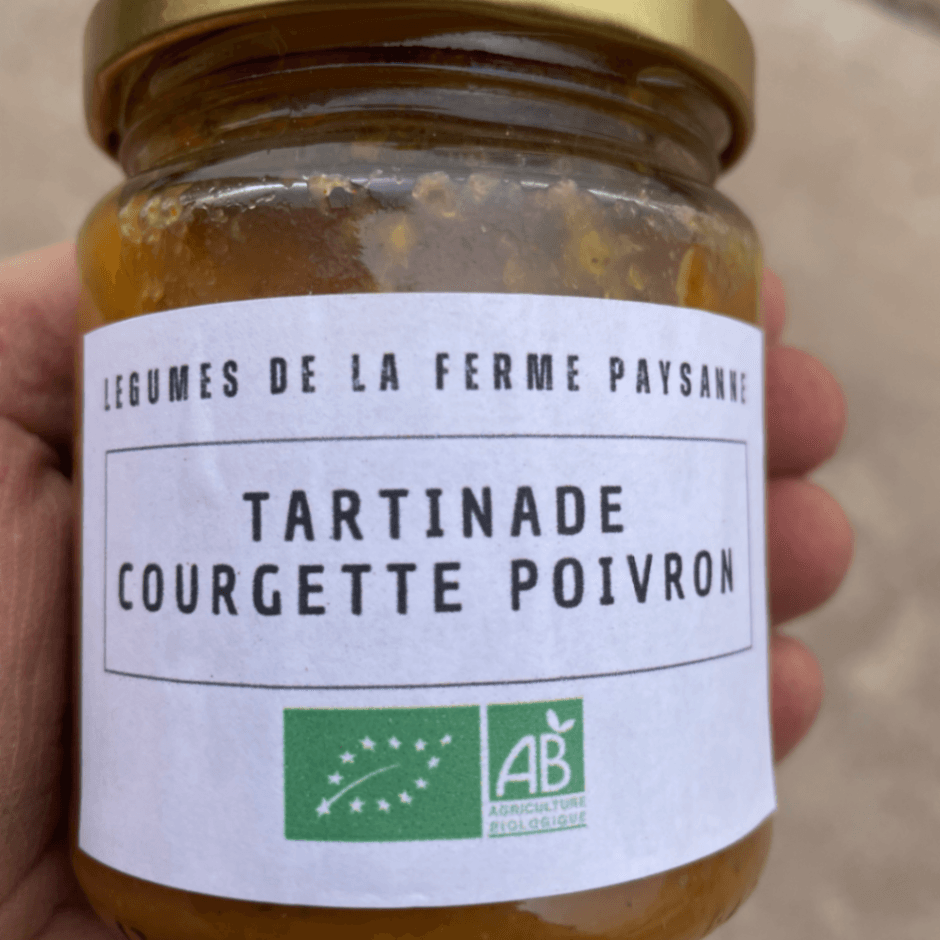 LEGUMES DE LA FERME PAYSANNE
TARTINADE
COURGETTE POIVRON
AB
AGRICULTURE
BIOLOGIQUE